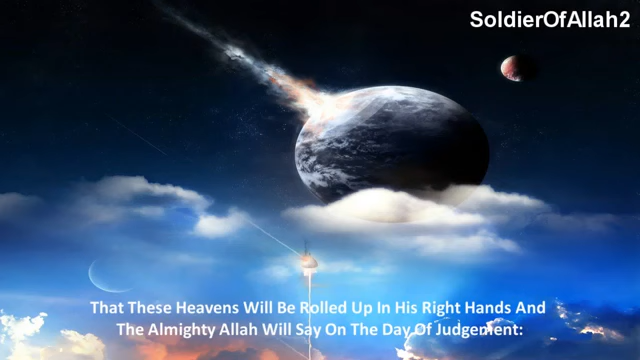 SoldierOfAllah2
That These Heavens Will Be Rolled Up In His Right Hands And
The Almighty Allah Will Say On The Day Of Judgement: